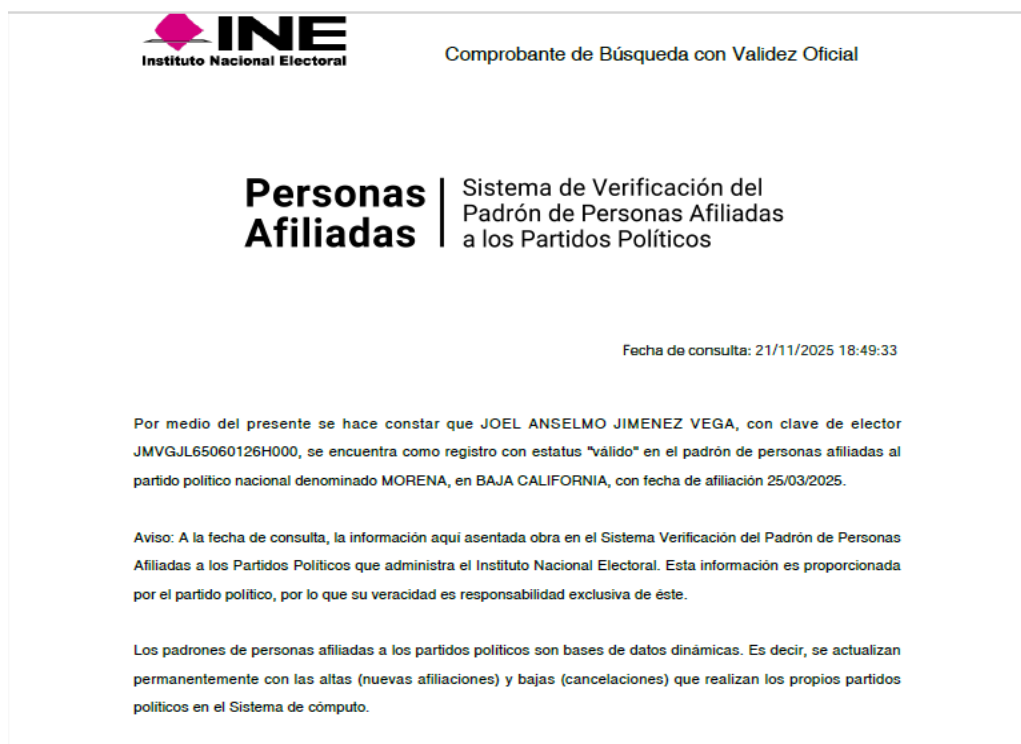 INE
Instituto Nacional Electoral
Comprobante de Búsqueda con Validez Oficial
Personas
Afiliadas
Sistema de Verificación del
Padrón de Personas Afiliadas
a los Partidos Políticos
Fecha de consulta: 21/11/2025 18:49:33
Por medio del presente se hace constar que JOEL ANSELMO JIMENEZ VEGA, con clave de elector
JMVGJL65060126H000, se encuentra como registro con estatus "válido" en el padrón de personas afiliadas al
partido político nacional denominado MORENA, en BAJA CALIFORNIA, con fecha de afiliación 25/03/2025.
Aviso: A la fecha de consulta, la información aquí asentada obra en el Sistema Verificación del Padrón de Personas
Afiliadas a los Partidos Políticos que administra el Instituto Nacional Electoral. Esta información es proporcionada
por el partido político, por lo que su veracidad es responsabilidad exclusiva de éste.
Los padrones de personas afiliadas a los partidos políticos son bases de datos dinámicas. Es decir, se actualizan
permanentemente con las altas (nuevas afiliaciones) y bajas (cancelaciones) que realizan los propios partidos
políticos en el Sistema de cómputo.